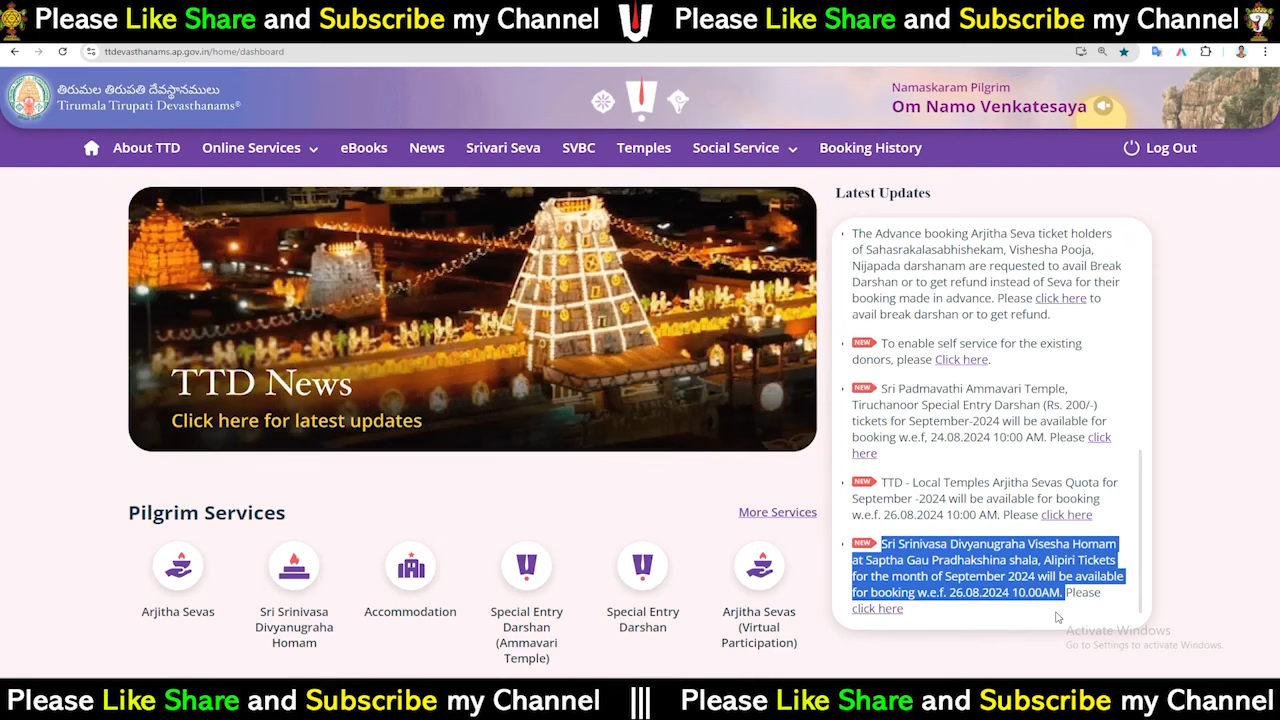 Please Like Share and Subscribe my Channel
Please Like Share and Subscribe my Channel
ttdevasthanams.ap.gov.in/home/dashboard
తిరుమల తిరుపతి దేవస్థానములు
Tirumala Tirupati Devasthanams®
Namaskaram Pilgrim
Om Namo Venkatesaya
About TTD
Online Services
eBooks
News
Srivari Seva
SVBC
Temples
Social Service
Booking History
Log Out
TTD News
Click here for latest updates
Latest Updates
The Advance booking Arjitha Seva ticket holders
of Sahasrakalasabhishekam, Vishesha Pooja,
Nijapada darshanam are requested to avail Break
Darshan or to get refund instead of Seva for their
booking made in advance. Please click here to
avail break darshan or to get refund.
NEW To enable self service for the existing
donors, please Click here.
NEW Sri Padmavathi Ammavari Temple,
Tiruchanoor Special Entry Darshan (Rs. 200/-)
tickets for September-2024 will be available for
booking w.e.f, 24.08.2024 10:00 AM. Please click
here
NEW TTD - Local Temples Arjitha Sevas Quota for
September -2024 will be available for booking
w.e.f. 26.08.2024 10:00 AM. Please click here
NEW Sri Srinivasa Divyanugraha Visesha Homam
at Saptha Gau Pradhakshina shala, Alipiri Tickets
for the month of September 2024 will be available
for booking w.e.f. 26.08.2024 10.00AM. Please
click here
Pilgrim Services
More Services
Arjitha Sevas
Sri Srinivasa
Divyanugraha
Homam
Accommodation
Special Entry
Darshan
(Ammavari
Temple)
Special Entry
Darshan
Arjitha Sevas
(Virtual
Participation)
Activate Windows
Go to Settings to activate Windows.
Please Like Share and Subscribe my Channel
|||
Please Like Share and Subscribe my Channel